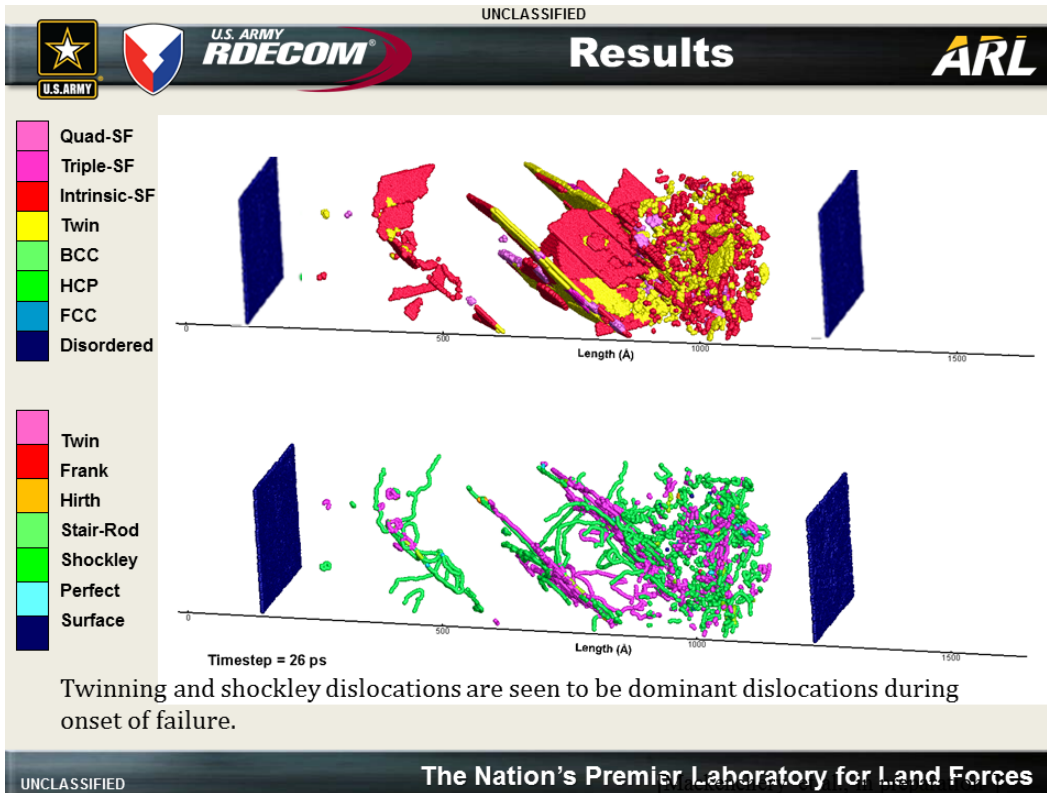 UNCLASSIFIED
U.S. ARMY
RDECOM®
Results
ARL
U.S.ARMY
Quad-SF
Triple-SF
Intrinsic-SF
Twin
BCC
HCP
FCC
Disordered
0
500
1000
1500
Length (Å)
Twin
Frank
Hirth
Stair-Rod
Shockley
Perfect
Surface
0
500
1000
1500
Length (Å)
Timestep = 26 ps
Twinning and shockley dislocations are seen to be dominant dislocations during
onset of failure.
UNCLASSIFIED
The Nation's Premier Laboratory for Land Forces